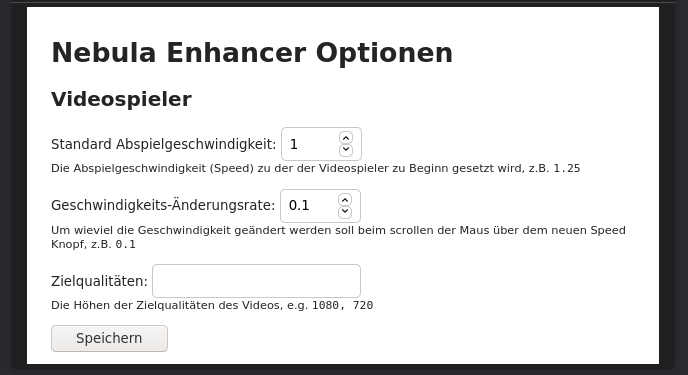 Nebula Enhancer Optionen
Videospieler
Standard Abspielgeschwindigkeit: 1
Die Abspielgeschwindigkeit (Speed) zu der der Videospieler zu Beginn gesetzt wird, z.B. 1.25
Geschwindigkeits-Änderungsrate: 0.1
Um wieviel die Geschwindigkeit geändert werden soll beim scrollen der Maus über dem neuen Speed
Knopf, z.B. 0.1
Zielqualitäten:
Die Höhen der Zielqualitäten des Videos, e.g. 1080, 720
Speichern